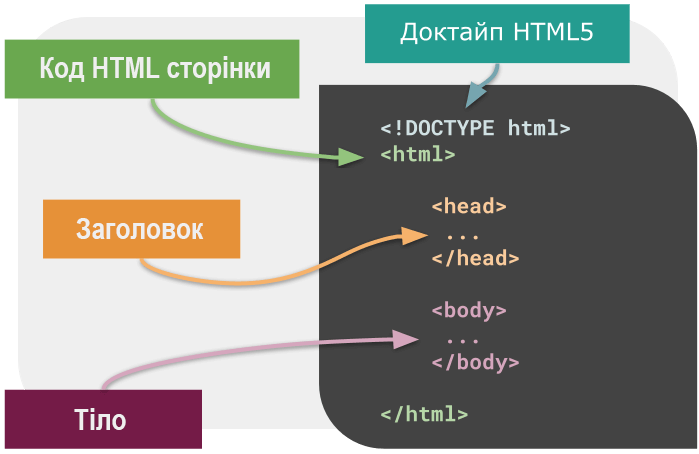 Доктайп HTML5
Код HTML сторінки
<!DOCTYPE html>
<html>
Заголовок
<head>
...
</head>
<body>
...
</body>
Тіло
</html>